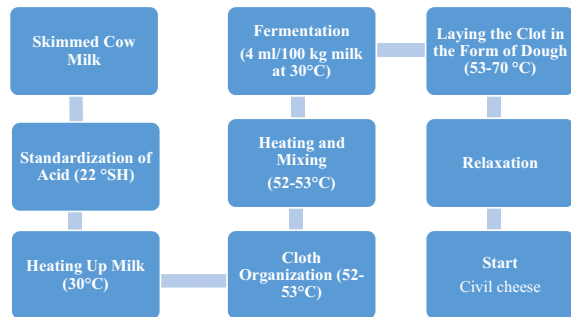 Skimmed Cow
Milk
Standardization of
Acid (22 °SH)
Heating Up Milk
(30°C)
Cloth
Organization (52-
53°C)
Heating and
Mixing
(52-53°C)
Fermentation
(4 ml/100 kg milk
at 30°C)
Laying the Clot in
the Form of Dough
(53-70 °C)
Relaxation
Start
Civil cheese